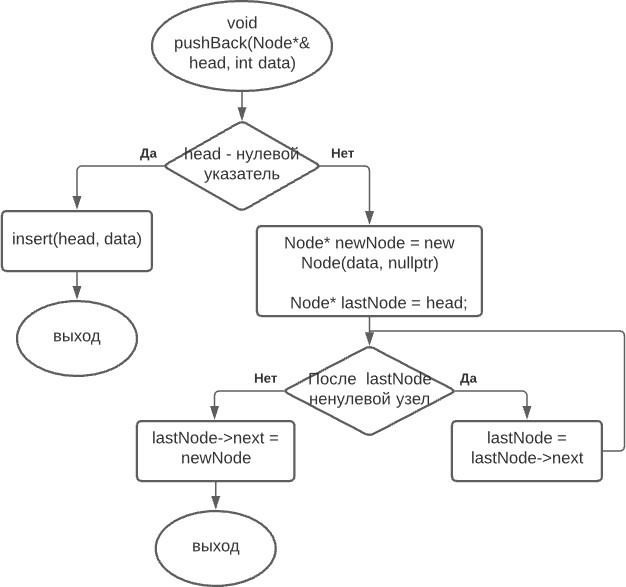 void
pushBack(Node*&
head, int data)
Да
head - нулевой
указатель
Нет
insert(head, data)
Node* newNode = new
Node(data, nullptr)
Node* lastNode = head;
выход
Нет
После lastNode
ненулевой узел
Да
lastNode->next =
newNode
lastNode =
lastNode->next
выход